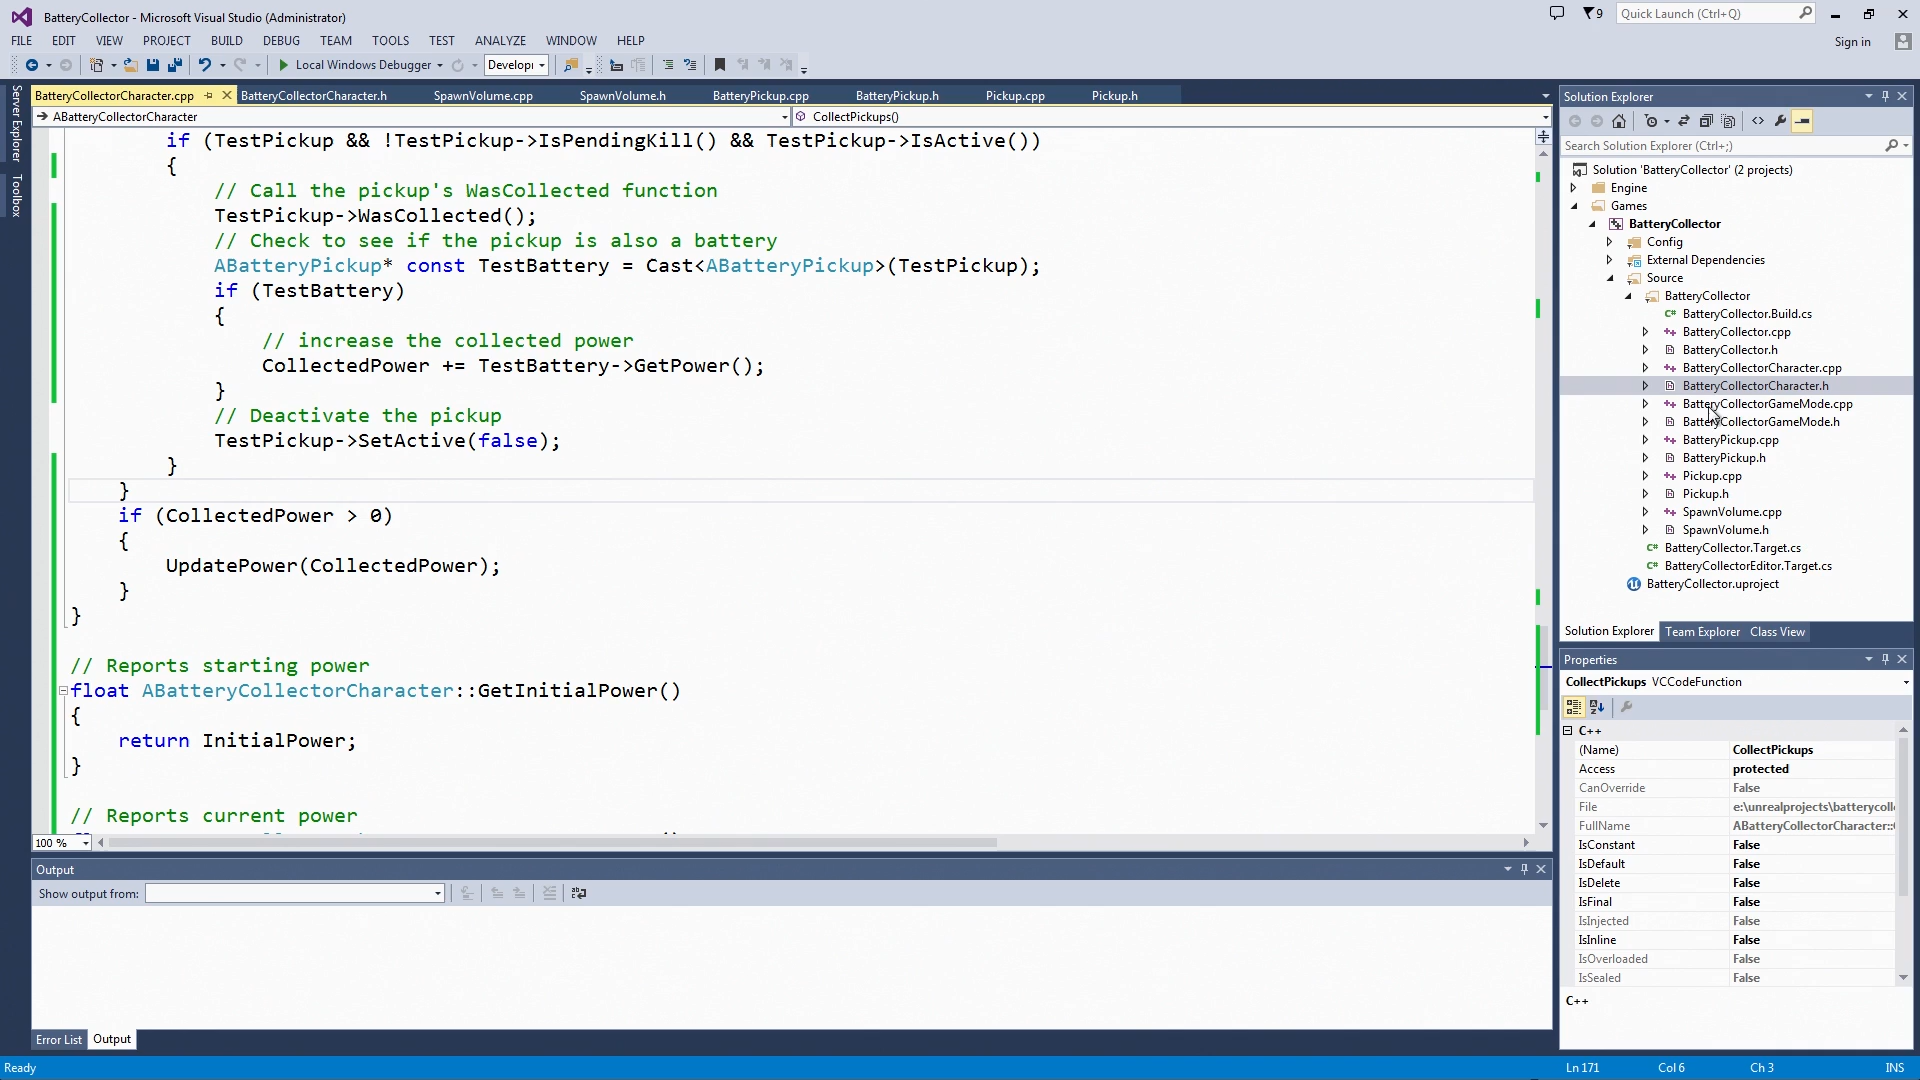 BatteryCollector - Microsoft Visual Studio (Administrator)
9
Quick Launch (Ctrl+Q)
FILE EDIT VIEW PROJECT BUILD DEBUG TEAM TOOLS TEST ANALYZE WINDOW HELP
Sign in
Local Windows Debugger
Develop
Server Explorer
Toolbox
BatteryCollectorCharacter.cpp BatteryCollectorCharacter.h SpawnVolume.cpp SpawnVolume.h BatteryPickup.cpp BatteryPickup.h Pickup.cpp Pickup.h
ABatteryCollectorCharacter
CollectPickups()
if (TestPickup && !TestPickup->IsPendingKill() && TestPickup->IsActive())
{
// Call the pickup's WasCollected function
TestPickup->WasCollected();
// Check to see if the pickup is also a battery
ABatteryPickup* const TestBattery = Cast<ABatteryPickup>(TestPickup);
if (TestBattery)
{
// increase the collected power
CollectedPower += TestBattery->GetPower();
}
// Deactivate the pickup
TestPickup->SetActive(false);
}
}
if (CollectedPower > 0)
{
UpdatePower(CollectedPower);
}
}
// Reports starting power
float ABatteryCollectorCharacter::GetInitialPower()
{
return InitialPower;
}
// Reports current power
100 %
Output
Show output from:
Error List Output
Solution Explorer
Search Solution Explorer (Ctrl+;)
Solution 'BatteryCollector' (2 projects)
Engine
Games
BatteryCollector
Config
External Dependencies
Source
BatteryCollector
BatteryCollector.Build.cs
BatteryCollector.cpp
BatteryCollector.h
BatteryCollectorCharacter.cpp
BatteryCollectorCharacter.h
BatteryCollectorGameMode.cpp
BatteryCollectorGameMode.h
BatteryPickup.cpp
BatteryPickup.h
Pickup.cpp
Pickup.h
SpawnVolume.cpp
SpawnVolume.h
BatteryCollector.Target.cs
BatteryCollectorEditor.Target.cs
BatteryCollector.uproject
Solution Explorer Team Explorer Class View
Properties
CollectPickups VCCodeFunction
C++
(Name) CollectPickups
Access protected
CanOverride False
File e:\unrealprojects\batterycoll
FullName ABatteryCollectorCharacter::
IsConstant False
IsDefault False
IsDelete False
IsFinal False
IsInjected False
IsInline False
IsOverloaded False
IsSealed False
C++
Ready
Ln 171 Col 6 Ch 3 INS